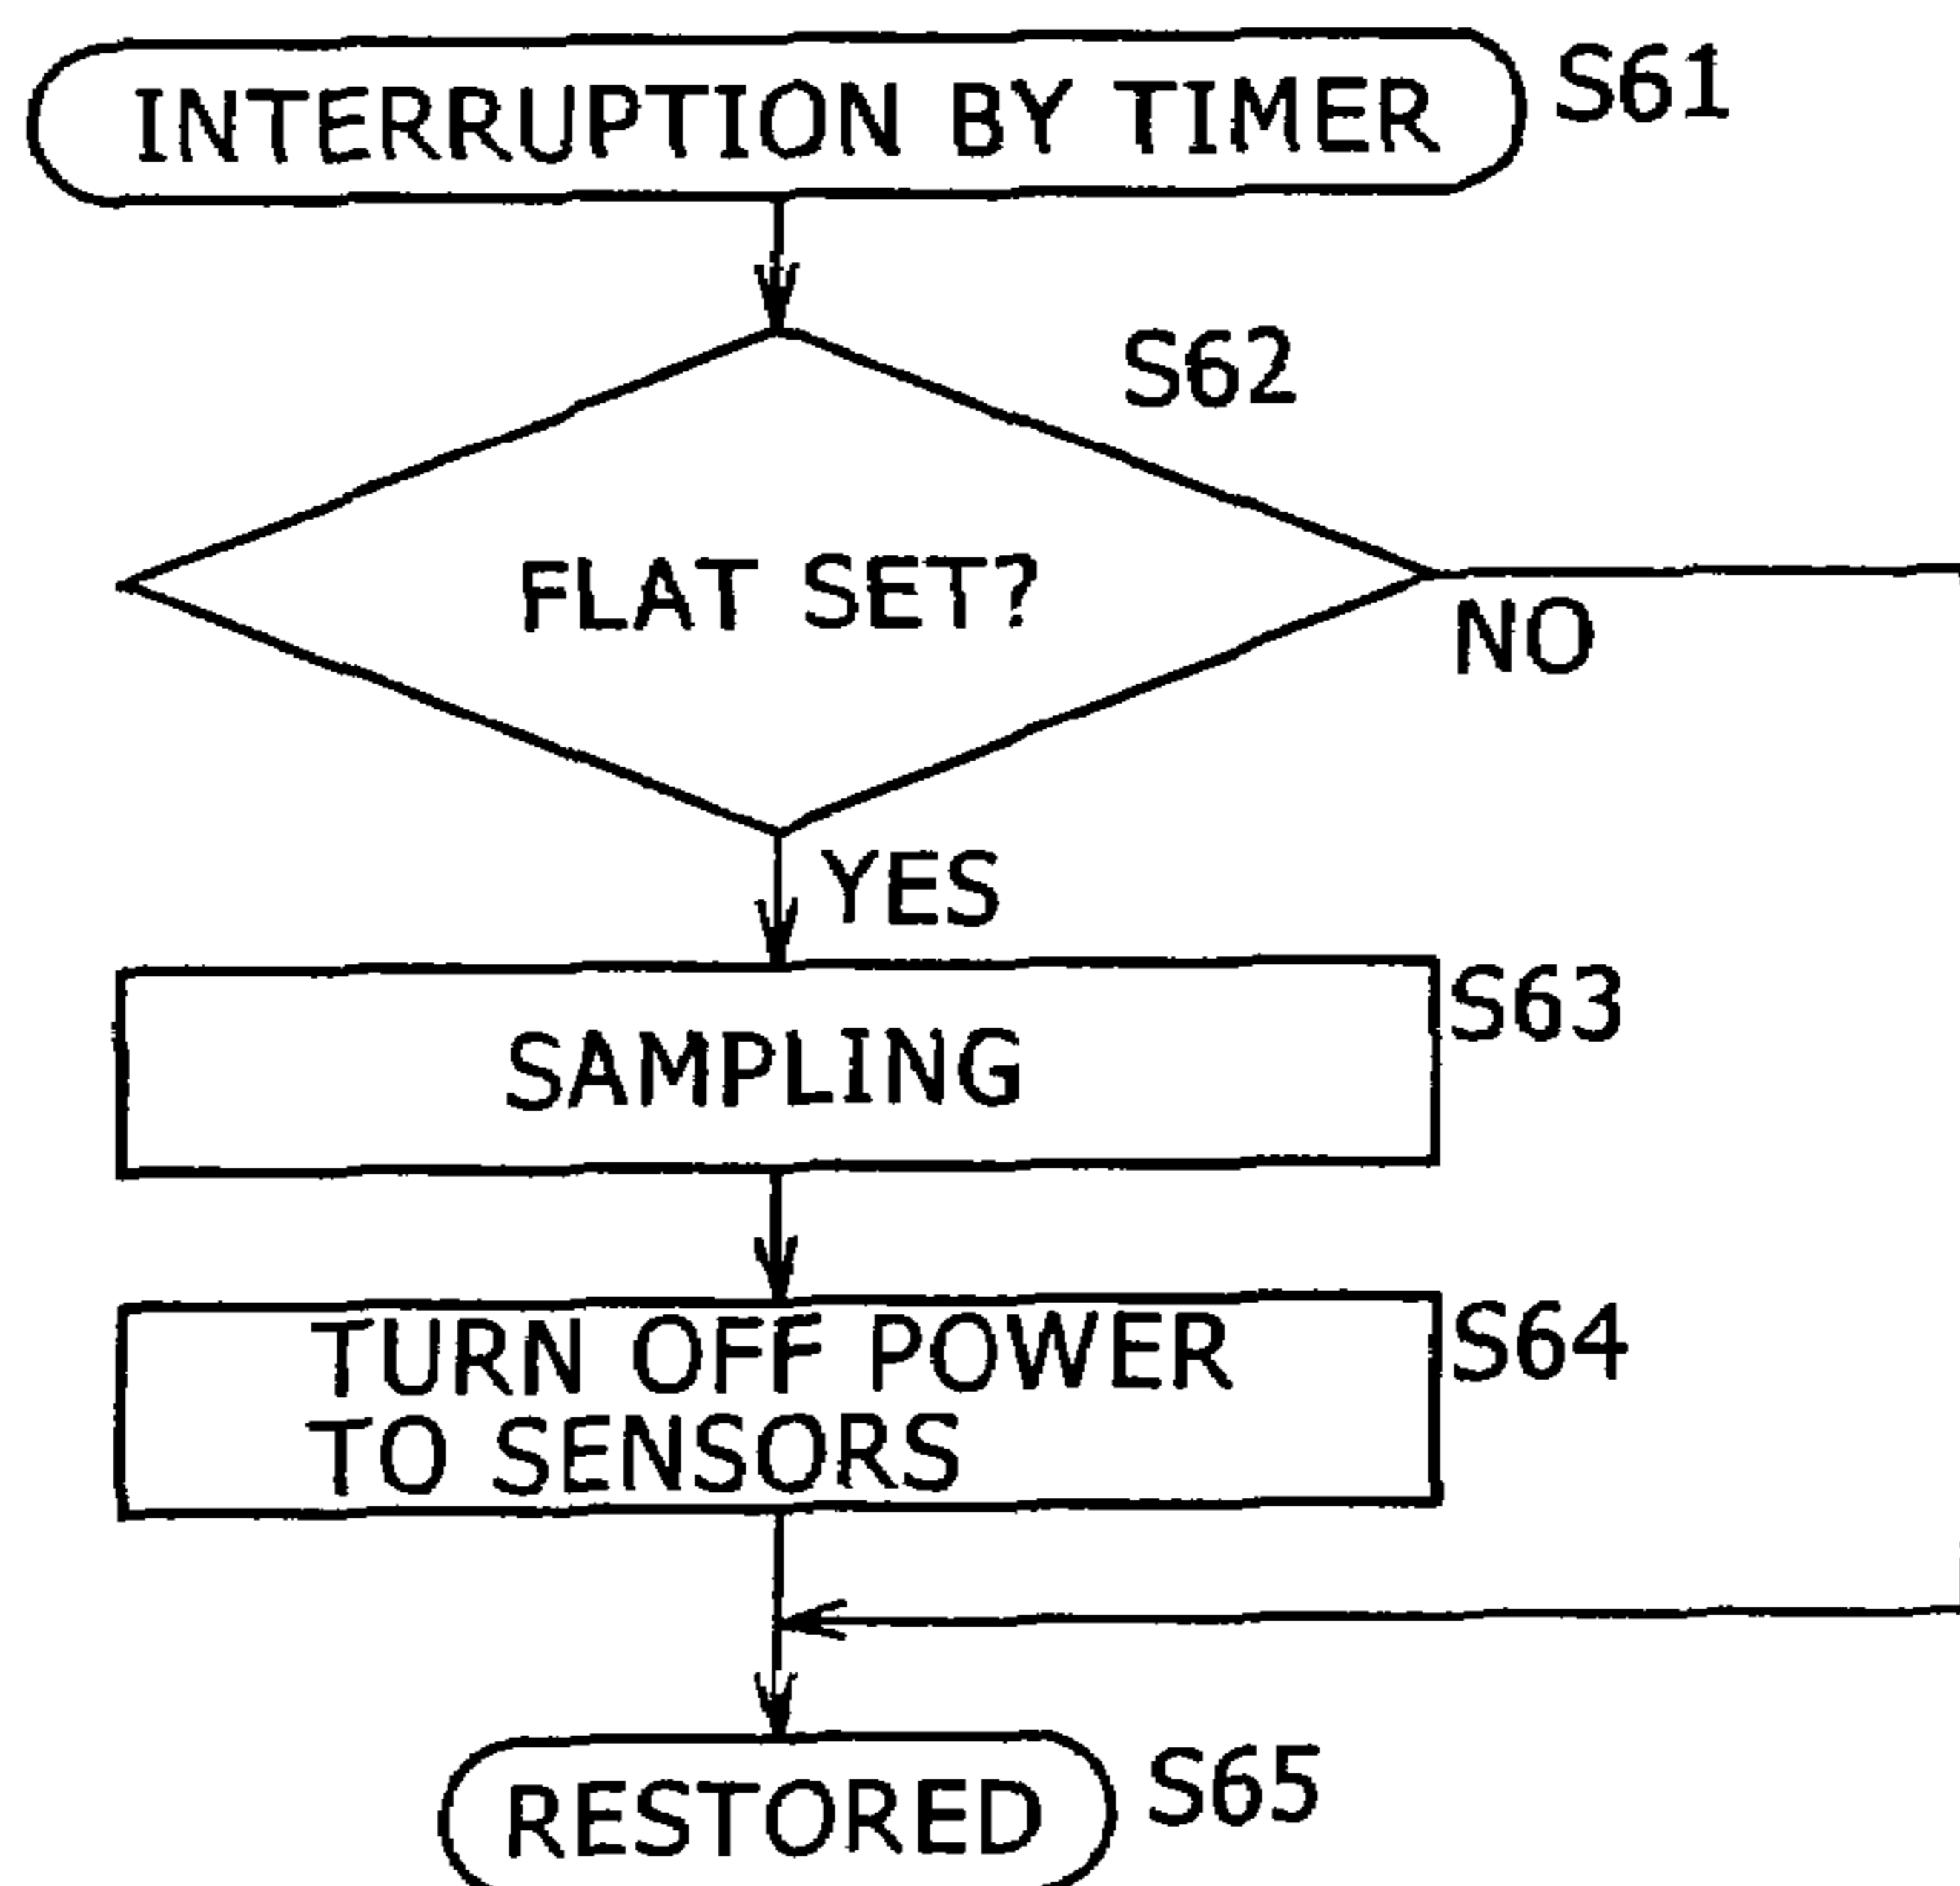 INTERRUPTION BY TIMER S61
S62
FLAT SET?
NO
YES
S63
SAMPLING
TURN OFF POWER S64
TO SENSORS
RESTORED S65